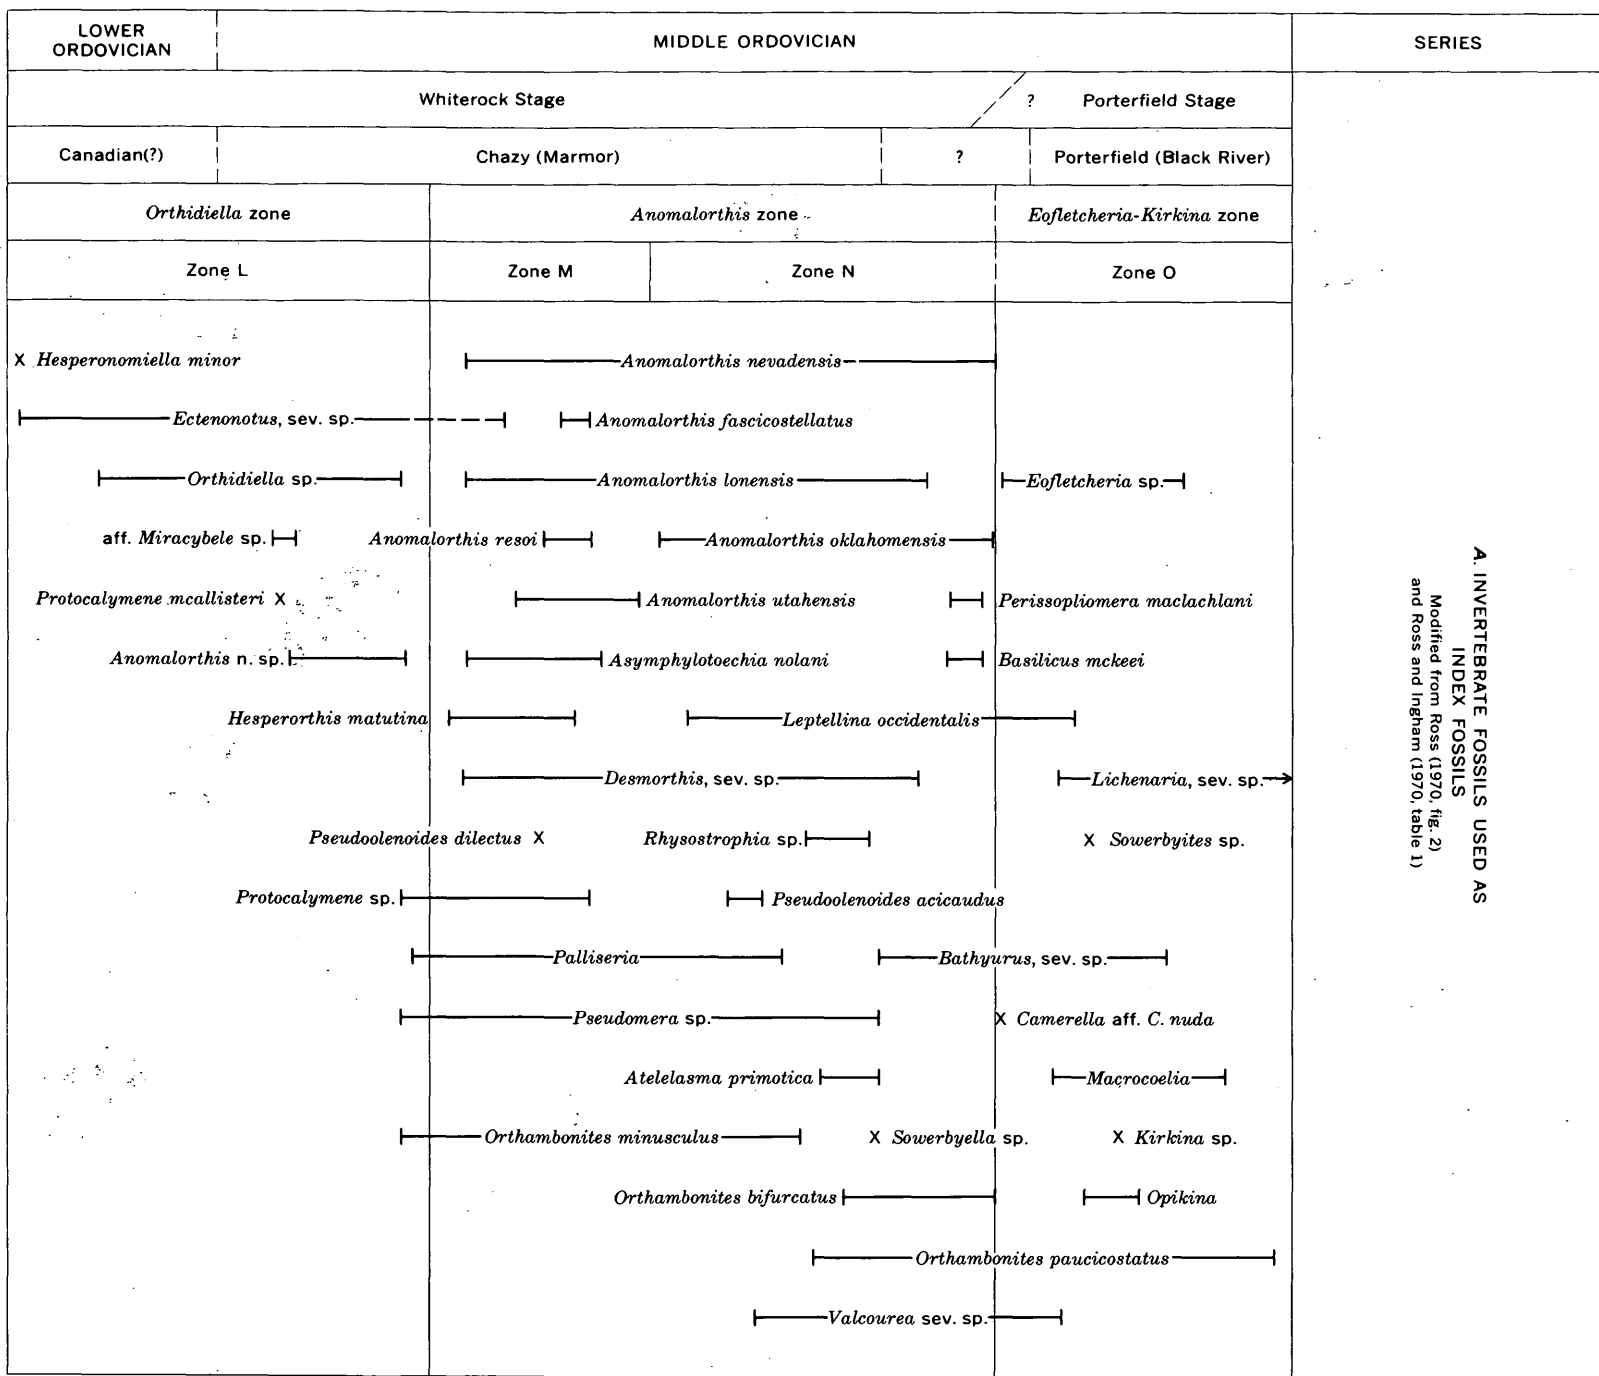 LOWER
ORDOVICIAN
MIDDLE ORDOVICIAN
SERIES
Whiterock Stage
?
Porterfield Stage
Canadian(?)
Chazy (Marmor)
?
Porterfield (Black River)
Orthidiella zone
Anomalorthis zone
Eofletcheria-Kirkina zone
Zone L
Zone M
Zone N
Zone O
X Hesperonomiella minor
Anomalorthis nevadensis
Ectenonotus, sev. sp.
Anomalorthis fascicostellatus
Orthidiella sp.
Anomalorthis lonensis
Eofletcheria sp.
aff. Miracybele sp.
Anomalorthis resoi
Anomalorthis oklahomensis
Protocalymene mcallisteri X
Anomalorthis utahensis
Perissopliomera maclachlani
Anomalorthis n. sp.
Asymphylotoechia nolani
Basilicus mckeei
Hesperorthis matutina
Leptellina occidentalis
Desmorthis, sev. sp.
Lichenaria, sev. sp.
Pseudoolenoides dilectus X
Rhysostrophia sp.
X Sowerbyites sp.
Protocalymene sp.
Pseudoolenoides acicaudus
Palliseria
Bathyurus, sev. sp.
Pseudomera sp.
X Camerella aff. C. nuda
Atelelasma primotica
Macrocoelia
Orthambonites minusculus
X Sowerbyella sp.
X Kirkina sp.
Orthambonites bifurcatus
Opikina
Orthambonites paucicostatus
Valcourea sev. sp.
A. INVERTEBRATE FOSSILS USED AS
INDEX FOSSILS
Modified from Ross (1970, fig. 2)
and Ross and Ingham (1970, table 1)